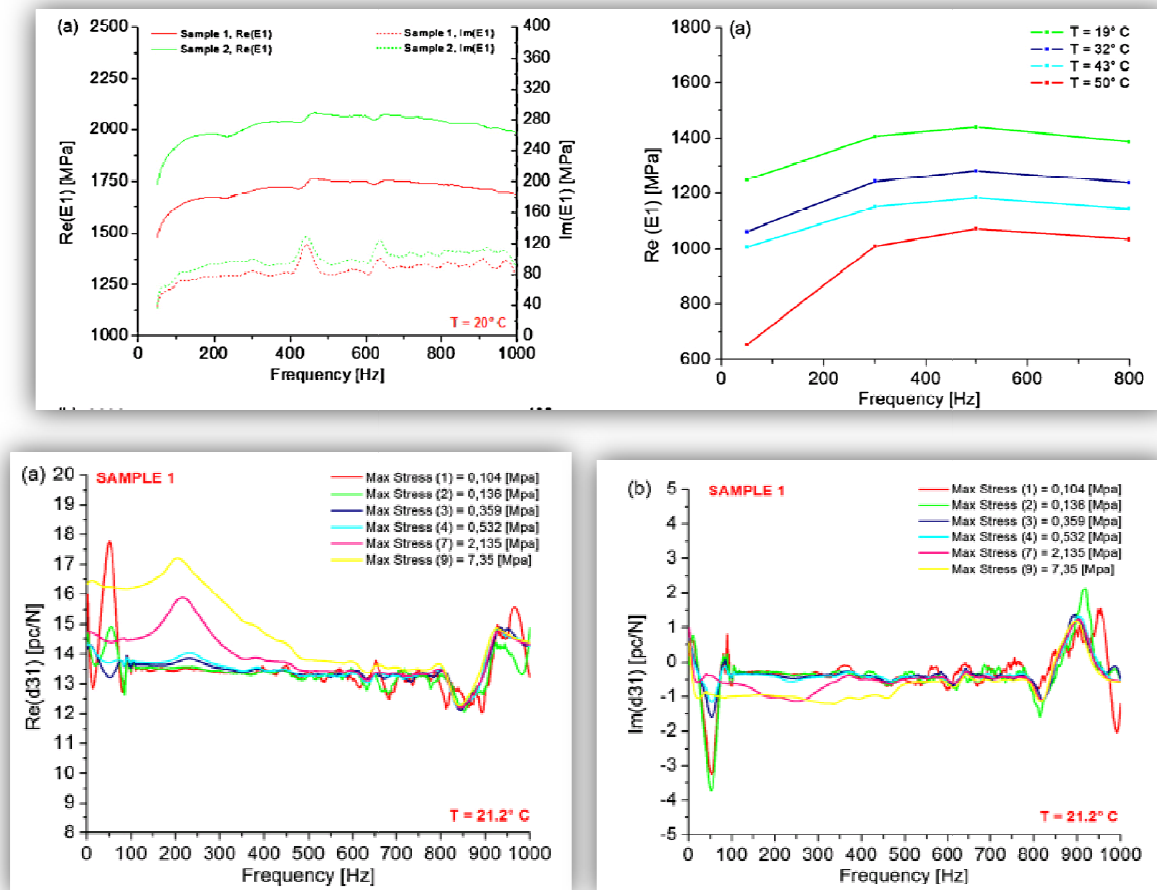 (a)
Sample 1, Re(E1)
Sample 2, Re(E1)
Sample 1, Im(E1)
Sample 2, Im(E1)
2500
2250
2000
1750
1500
1250
1000
Re(E1) [MPa]
400
360
320
280
240
200
160
120
80
40
0
Im(E1) [MPa]
T = 20° C
0 200 400 600 800 1000
Frequency [Hz]
(a)
T = 19° C
T = 32° C
T = 43° C
T = 50° C
1800
1600
1400
1200
1000
800
600
Re (E1) [MPa]
0 200 400 600 800
Frequency [Hz]
(a)
SAMPLE 1
Max Stress (1) = 0,104 [Mpa]
Max Stress (2) = 0,136 [Mpa]
Max Stress (3) = 0,359 [Mpa]
Max Stress (4) = 0,532 [Mpa]
Max Stress (7) = 2,135 [Mpa]
Max Stress (9) = 7,35 [Mpa]
20
19
18
17
16
15
14
13
12
11
10
9
8
Re(d31) [pc/N]
T = 21.2° C
0 100 200 300 400 500 600 700 800 900 1000
Frequency [Hz]
(b)
SAMPLE 1
Max Stress (1) = 0,104 [Mpa]
Max Stress (2) = 0,136 [Mpa]
Max Stress (3) = 0,359 [Mpa]
Max Stress (4) = 0,532 [Mpa]
Max Stress (7) = 2,135 [Mpa]
Max Stress (9) = 7,35 [Mpa]
5
4
3
2
1
0
-1
-2
-3
-4
-5
Im(d31) [pc/N]
T = 21.2° C
0 100 200 300 400 500 600 700 800 900 1000
Frequency [Hz]